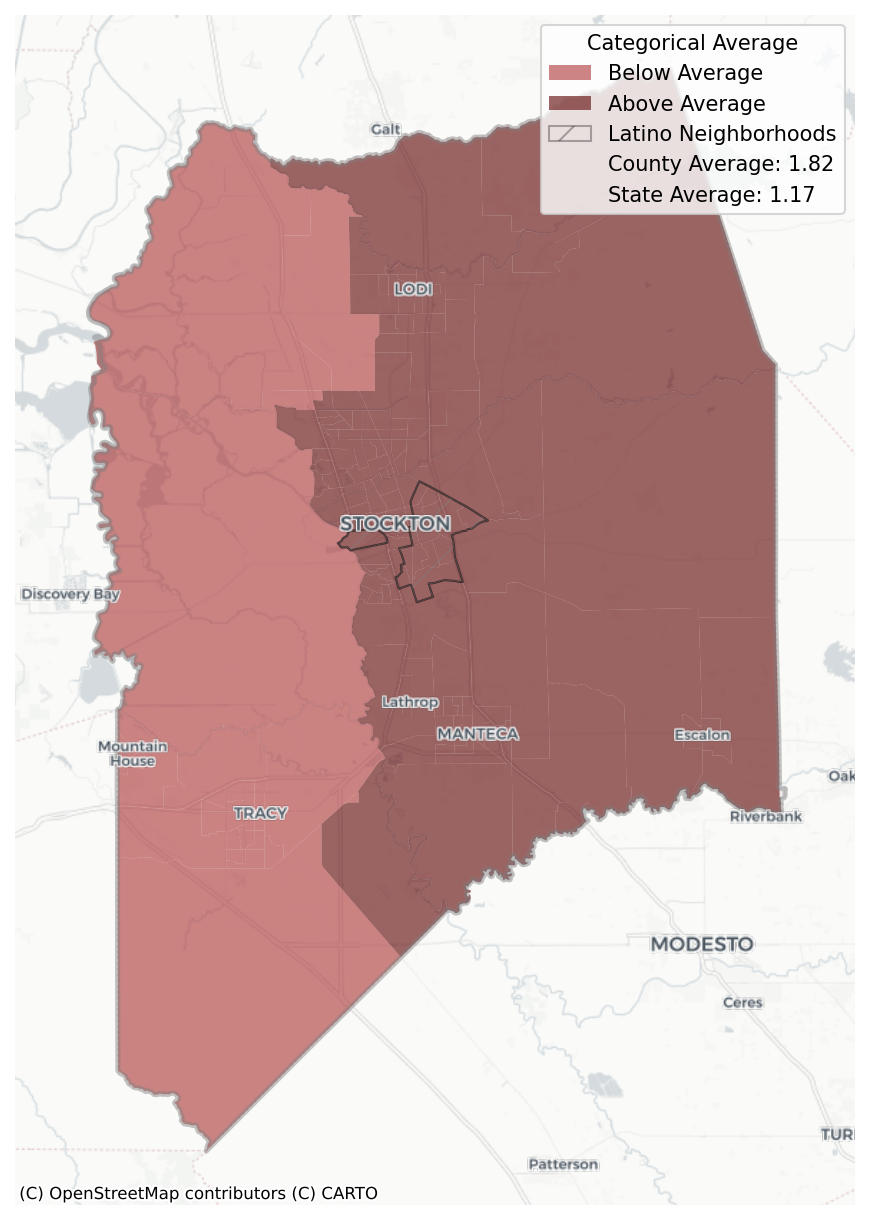 Categorical Average
Below Average
Above Average
Latino Neighborhoods
County Average: 1.82
State Average: 1.17
Galt
LODI
STOCKTON
Discovery Bay
Lathrop
MANTECA
Escalon
Mountain
House
Oak
TRACY
Riverbank
MODESTO
Ceres
TURL
Patterson
(C) OpenStreetMap contributors (C) CARTO